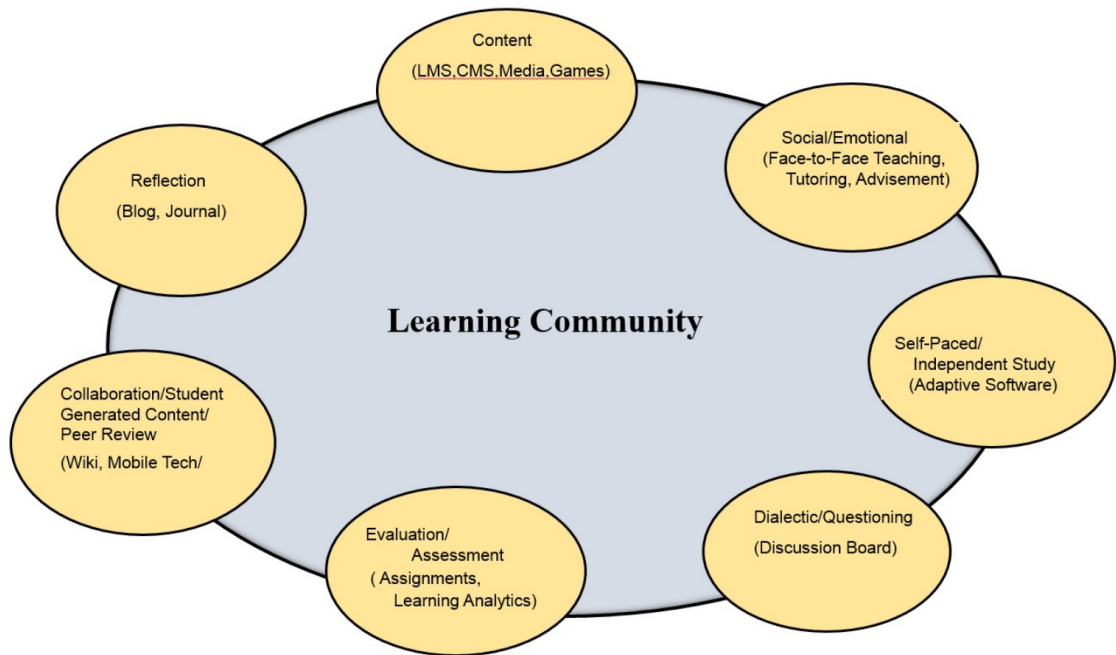 Content
(LMS,CMS,Media,Games)
Social/Emotional
(Face-to-Face Teaching,
Tutoring, Advisement)
Reflection
(Blog, Journal)
Learning Community
Self-Paced/
Independent Study
(Adaptive Software)
Collaboration/Student
Generated Content/
Peer Review
(Wiki, Mobile Tech/
Dialectic/Questioning
(Discussion Board)
Evaluation/
Assessment
( Assignments,
Learning Analytics)